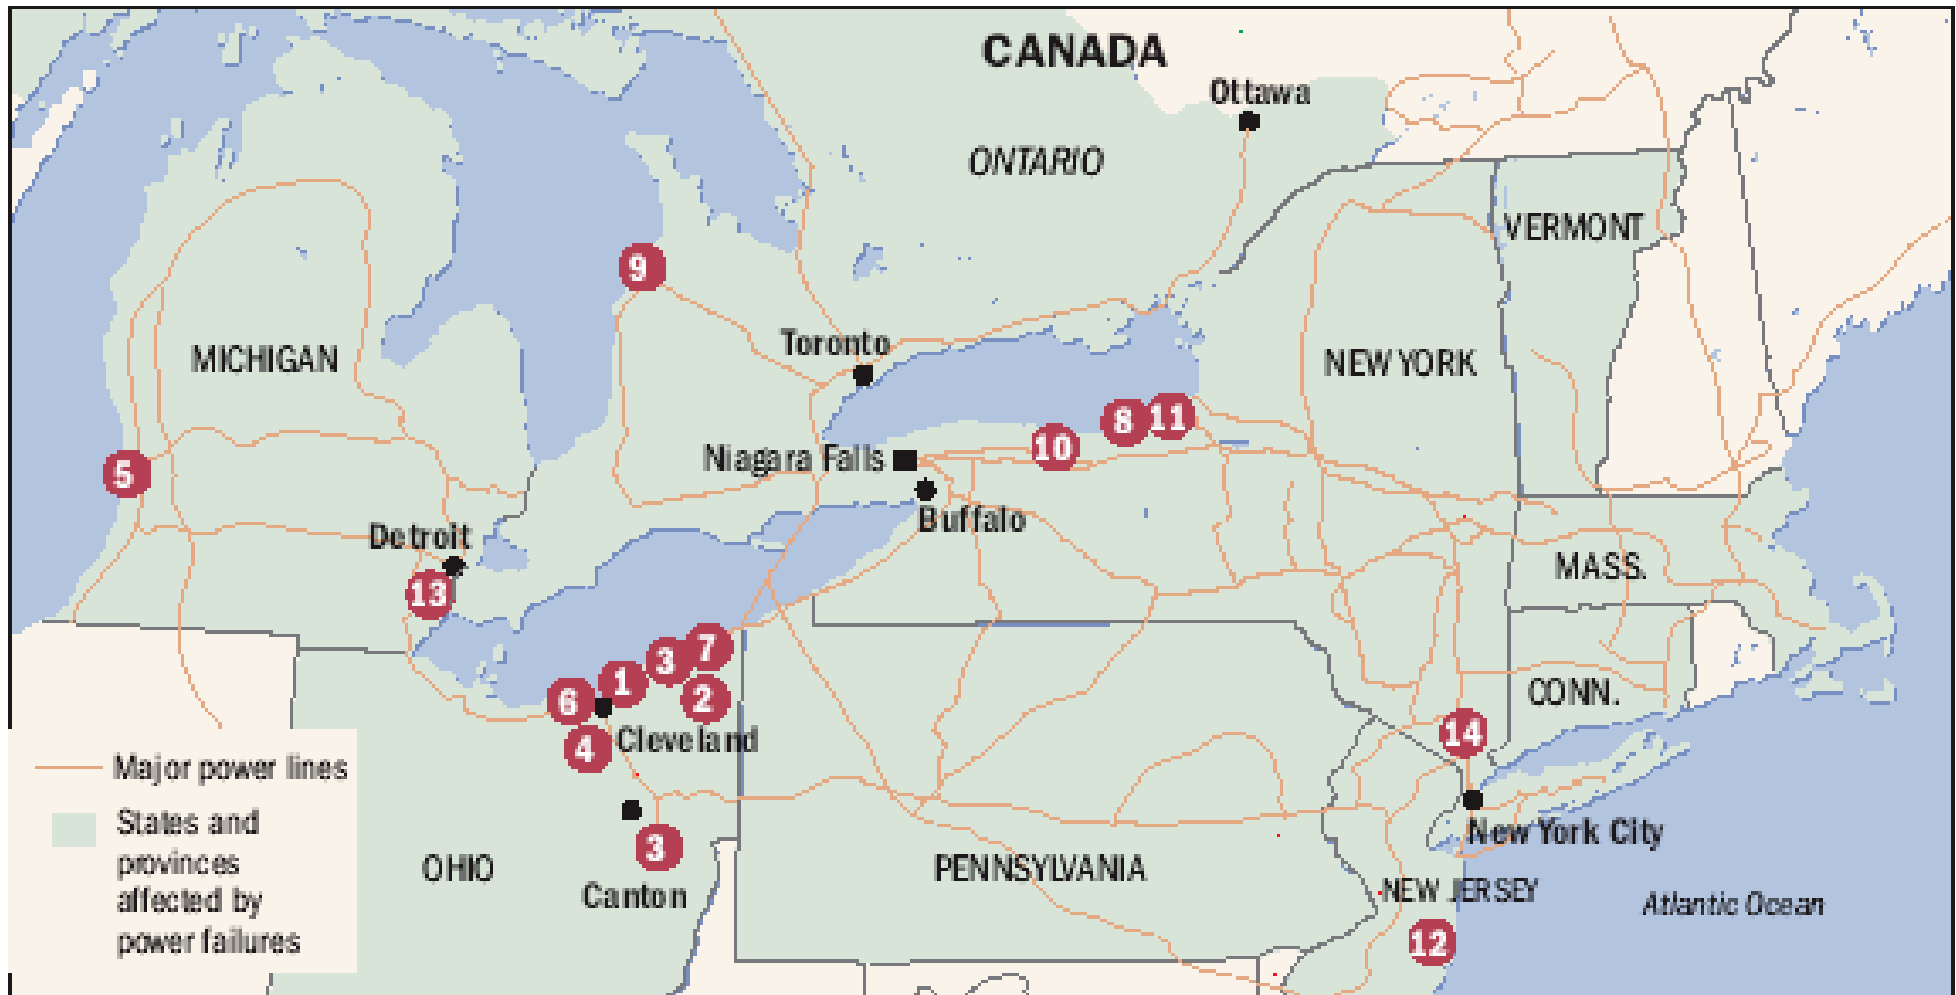 CANADA
Ottawa
ONTARIO
VERMONT
9
Toronto
MICHIGAN
NEW YORK
8
11
10
Niagara Falls
5
Buffalo
Detroit
MASS.
13
7
3
1
2
6
CONN.
4
Cleveland
14
Major power lines
States and
provinces
affected by
power failures
New York City
3
OHIO
PENNSYLVANIA
Canton
NEW JERSEY
Atlantic Ocean
12